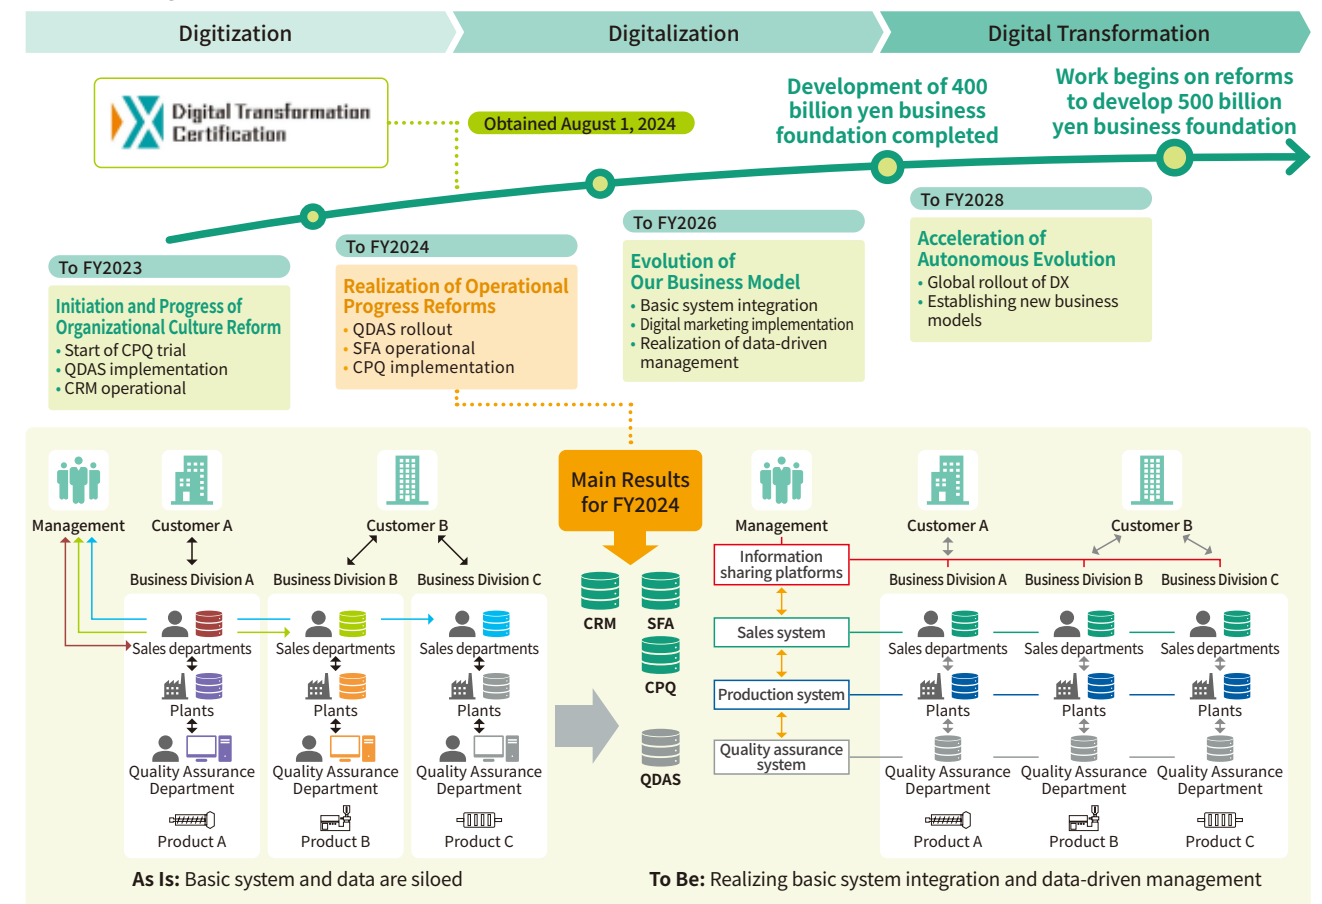 Digitization
Digitalization
Digital Transformation
Digital Transformation
Certification
Obtained August 1, 2024
Development of 400
billion yen business
foundation completed
Work begins on reforms
to develop 500 billion
yen business foundation
To FY2023
Initiation and Progress of
Organizational Culture Reform
• Start of CPQ trial
• QDAS implementation
• CRM operational
To FY2024
Realization of Operational
Progress Reforms
• QDAS rollout
• SFA operational
• CPQ implementation
To FY2026
Evolution of
Our Business Model
• Basic system integration
• Digital marketing implementation
• Realization of data-driven
management
To FY2028
Acceleration of
Autonomous Evolution
• Global rollout of DX
• Establishing new business
models
Management
Customer A
Customer B
Business Division A
Business Division B
Business Division C
Sales departments
Sales departments
Sales departments
Plants
Plants
Plants
Quality Assurance
Department
Quality Assurance
Department
Quality Assurance
Department
Product A
Product B
Product C
As Is: Basic system and data are siloed
Main Results
for FY2024
CRM
SFA
CPQ
QDAS
Management
Customer A
Customer B
Information
sharing platforms
Business Division A
Business Division B
Business Division C
Sales system
Sales departments
Sales departments
Sales departments
Production system
Plants
Plants
Plants
Quality assurance
system
Quality Assurance
Department
Quality Assurance
Department
Quality Assurance
Department
Product A
Product B
Product C
To Be: Realizing basic system integration and data-driven management